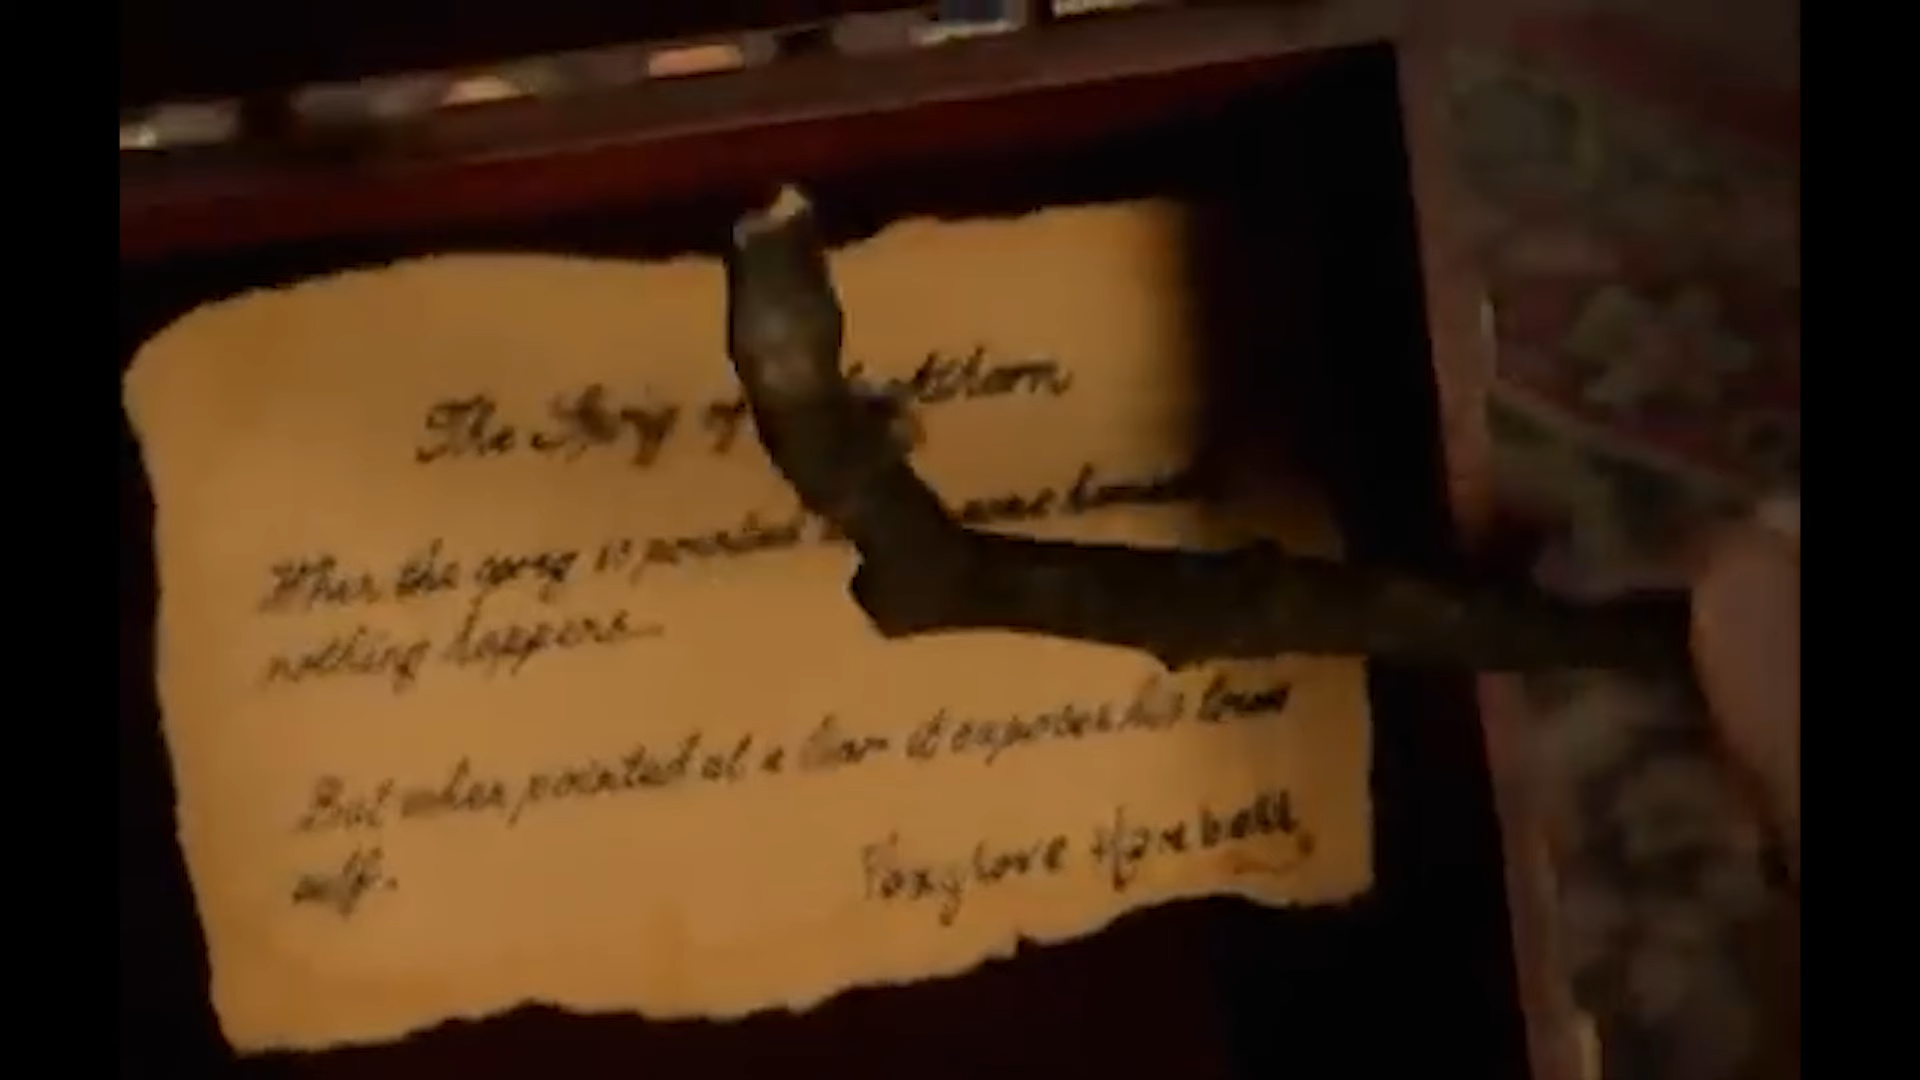 The Sprig of
When the sprig is pointed
nothing happens
But when pointed at a liar it exposes his true
self.
Foxglove Harebell